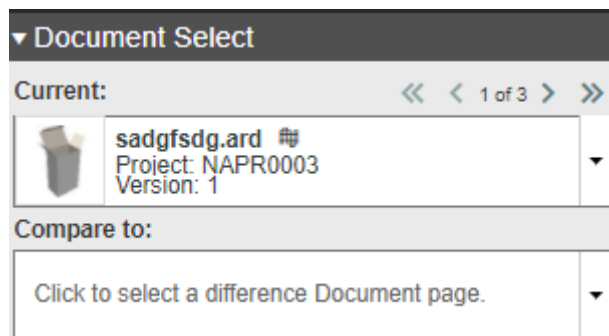 Document Select
Current:
1 of 3
sadgfsdg.ard
Project: NAPR0003
Version: 1
Compare to:
Click to select a difference Document page.